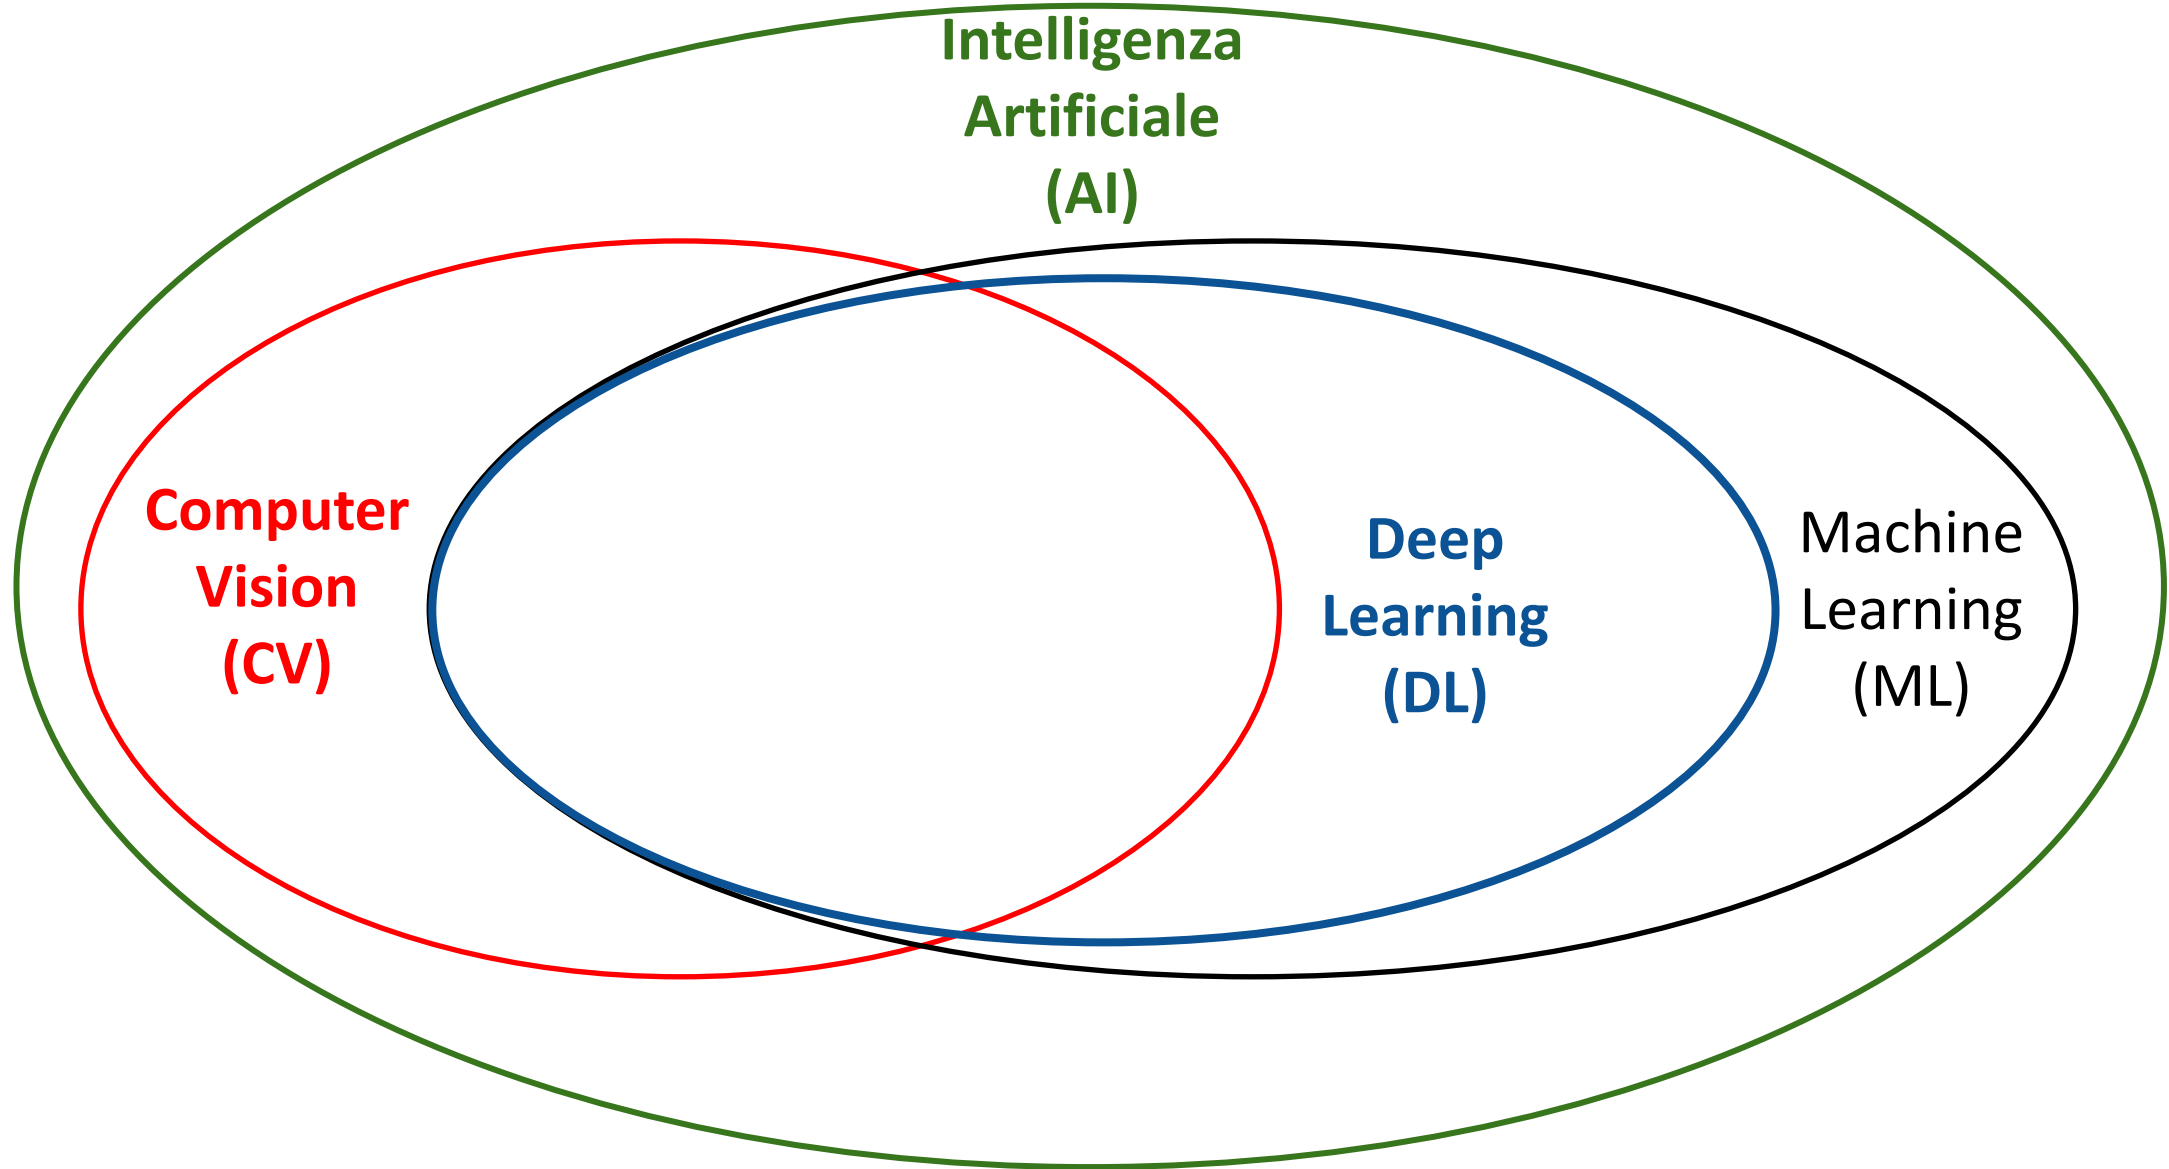 Intelligenza
Artificiale
(AI)
Computer
Vision
(CV)
Deep
Learning
(DL)
Machine
Learning
(ML)